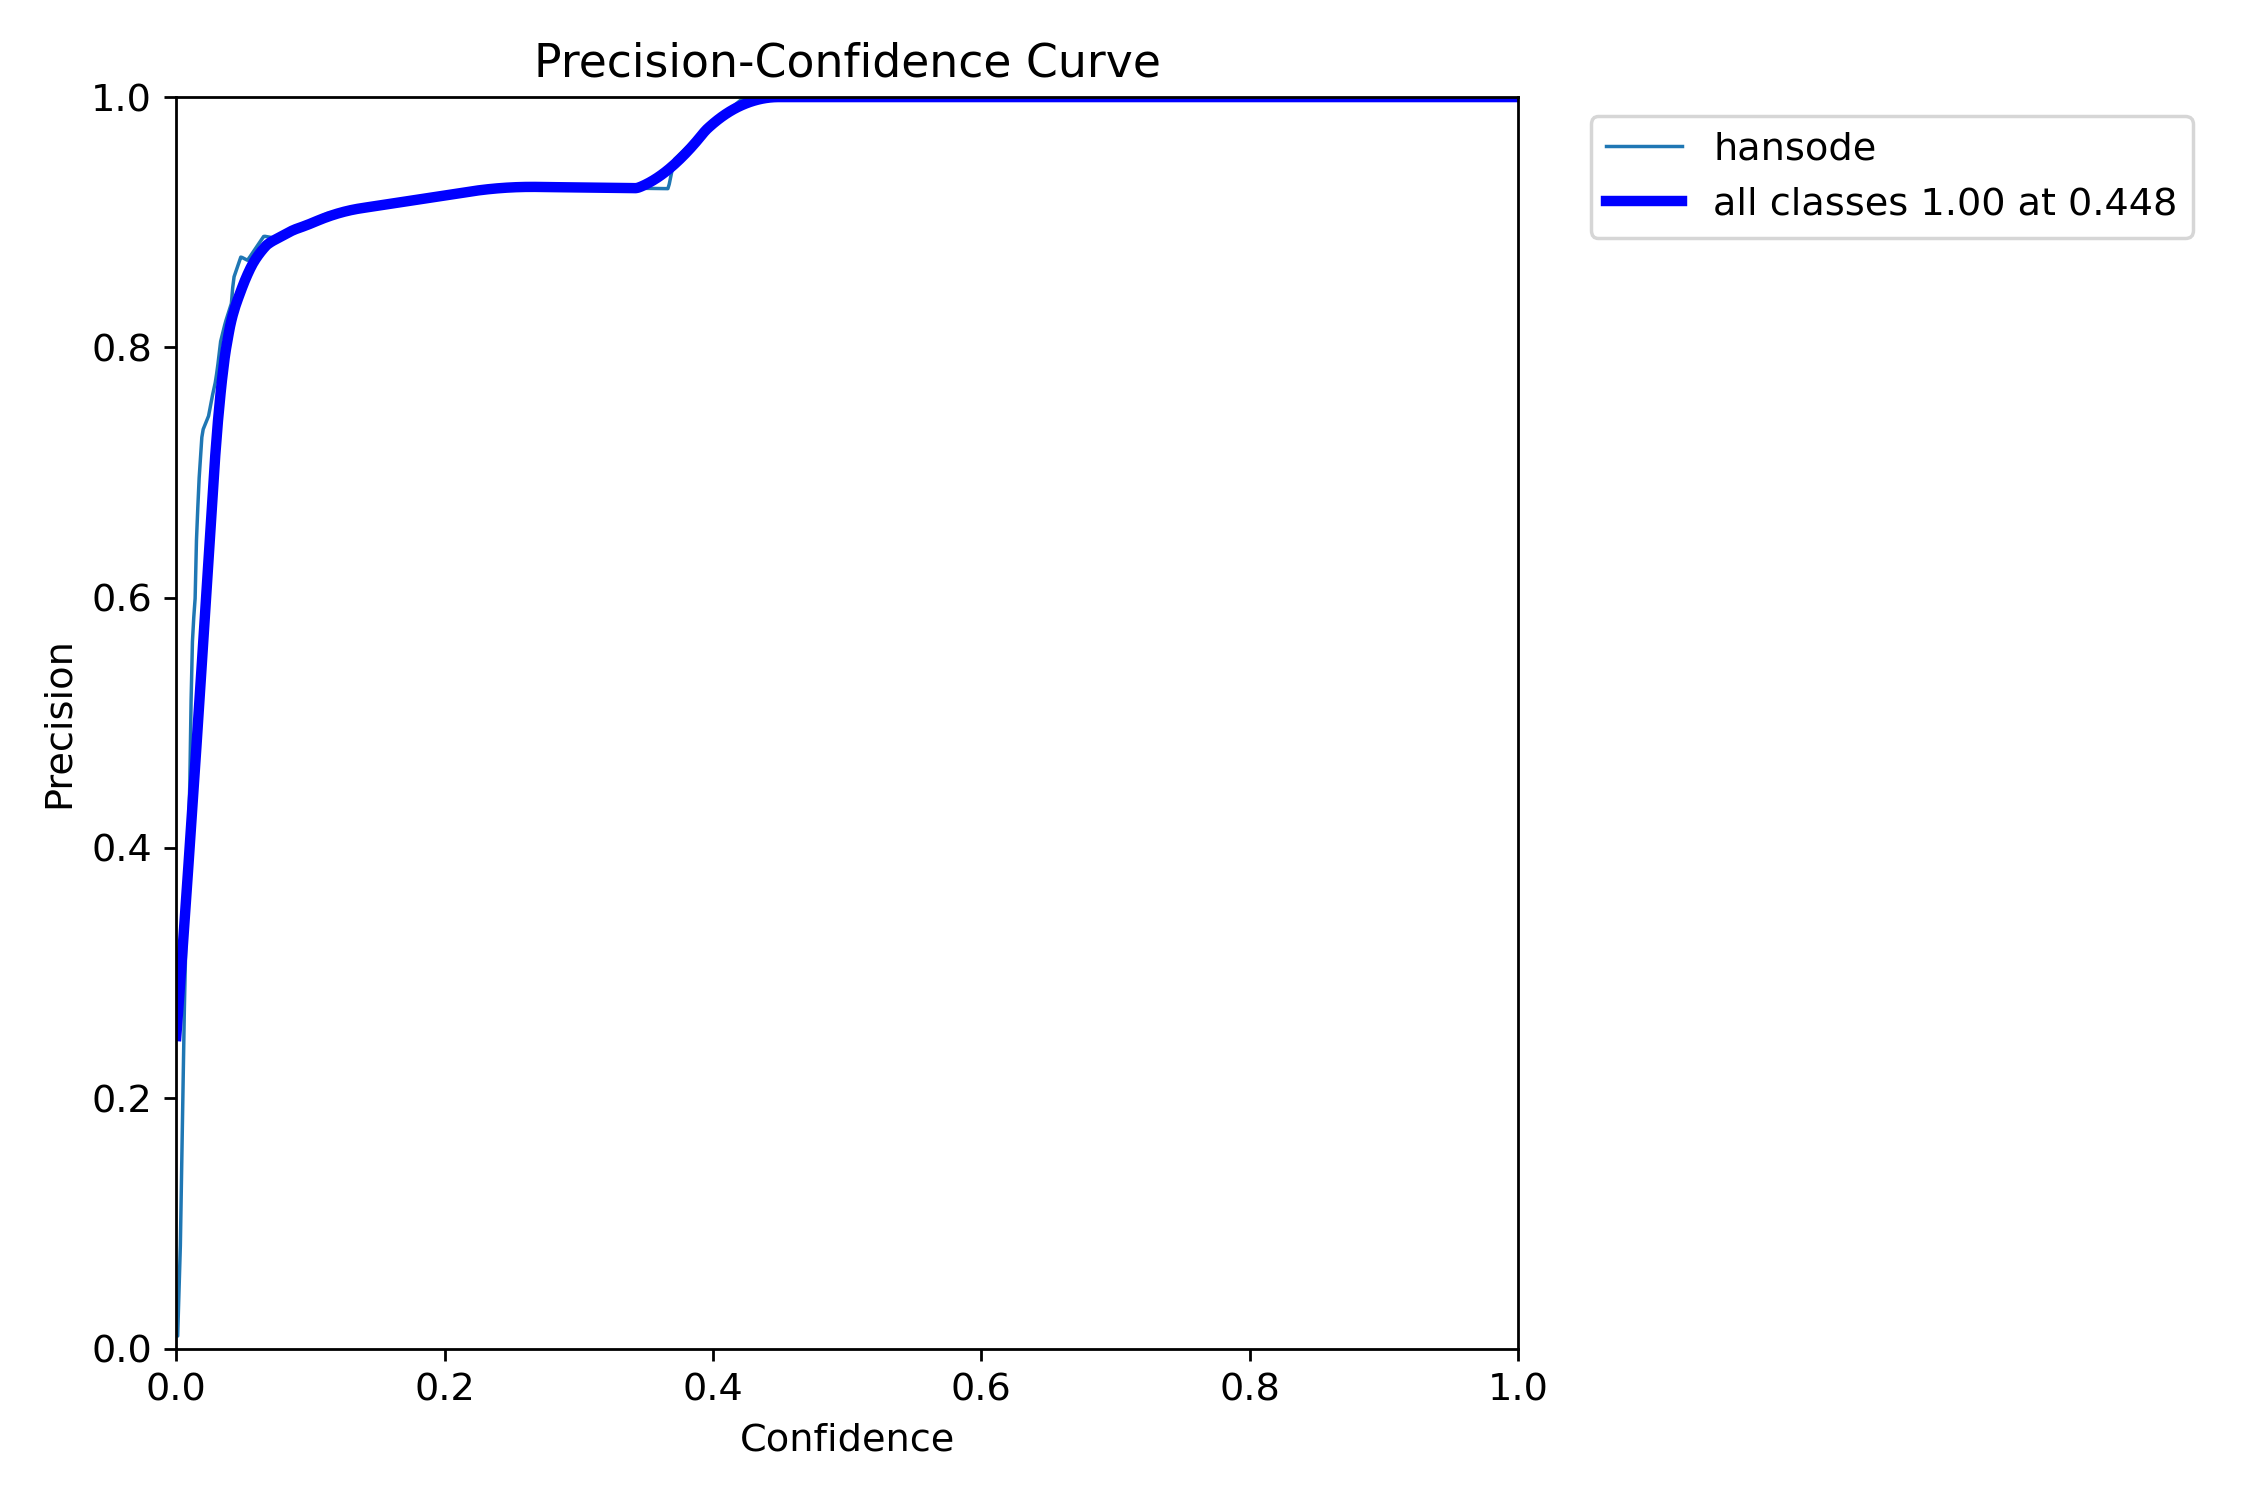 Precision-Confidence Curve
1.0
0.8
0.6
0.4
0.2
0.0
Precision
0.0 0.2 0.4 0.6 0.8 1.0
Confidence
hansode
all classes 1.00 at 0.448